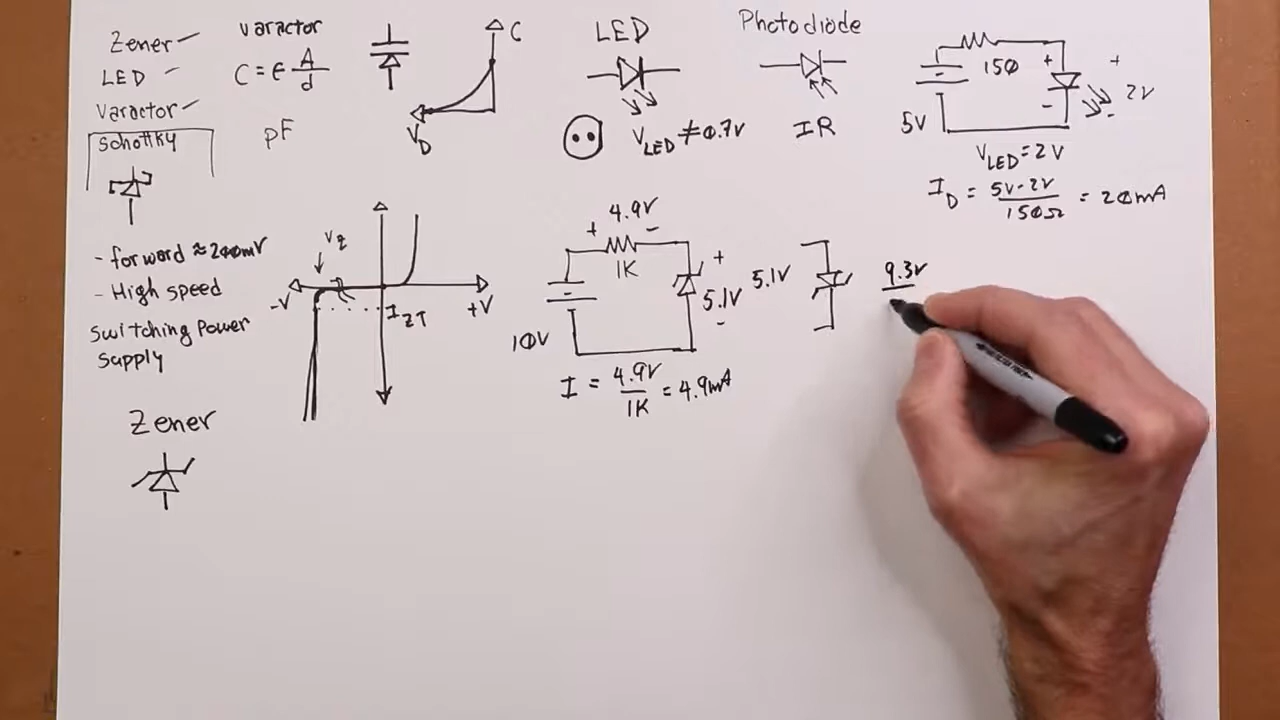 Zener –
LED –
Varactor –
Schottky
- forward ≈ 200mV
- High speed
Switching Power
Supply
Zener
Varactor
C = ϵ A/d
pF
C
V_D
LED
V_LED ≠ 0.7V
Photodiode
IR
150
+
-
+
2V
-
5V
V_LED = 2V
I_D = 5V-2V / 150Ω = 20mA
V_Z
-V
+V
I_ZT
4.9V
+ -
1K
+
5.1V
-
10V
I = 4.9V / 1K = 4.9mA
5.1V
9.3V